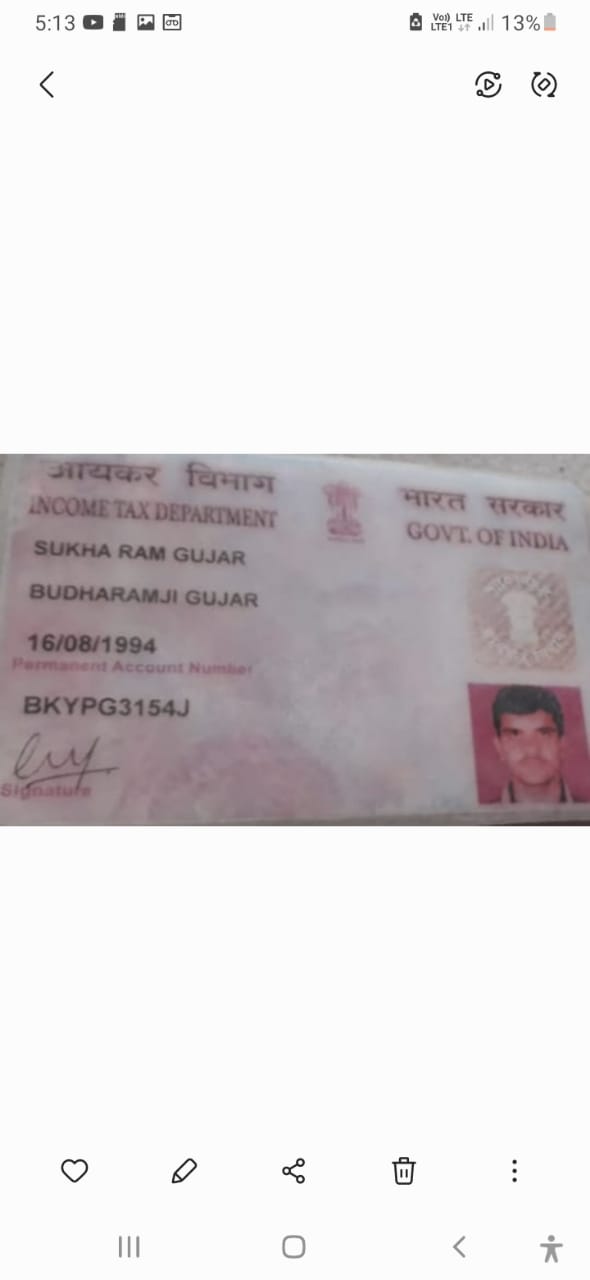 5:13
Vo)) LTE
LTE1
13%
आयकर विभाग
INCOME TAX DEPARTMENT
भारत सरकार
GOVT. OF INDIA
SUKHA RAM GUJAR
BUDHARAMJI GUJAR
16/08/1994
Permanent Account Number
BKYPG3154J
Signature